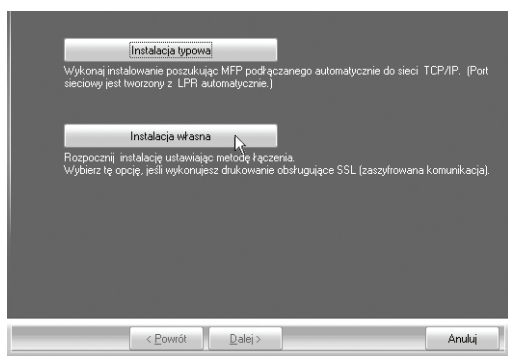 Instalacja typowa
Wykonaj instalowanie poszukując MFP podłączanego automatycznie do sieci TCP/IP. (Port
sieciowy jest tworzony z LPR automatycznie.)
Instalacja własna
Rozpocznij instalację ustawiając metodę łączenia.
Wybierz tę opcję, jeśli wykonujesz drukowanie obsługujące SSL (zaszyfrowana komunikacja).
< Powrót Dalej > Anuluj